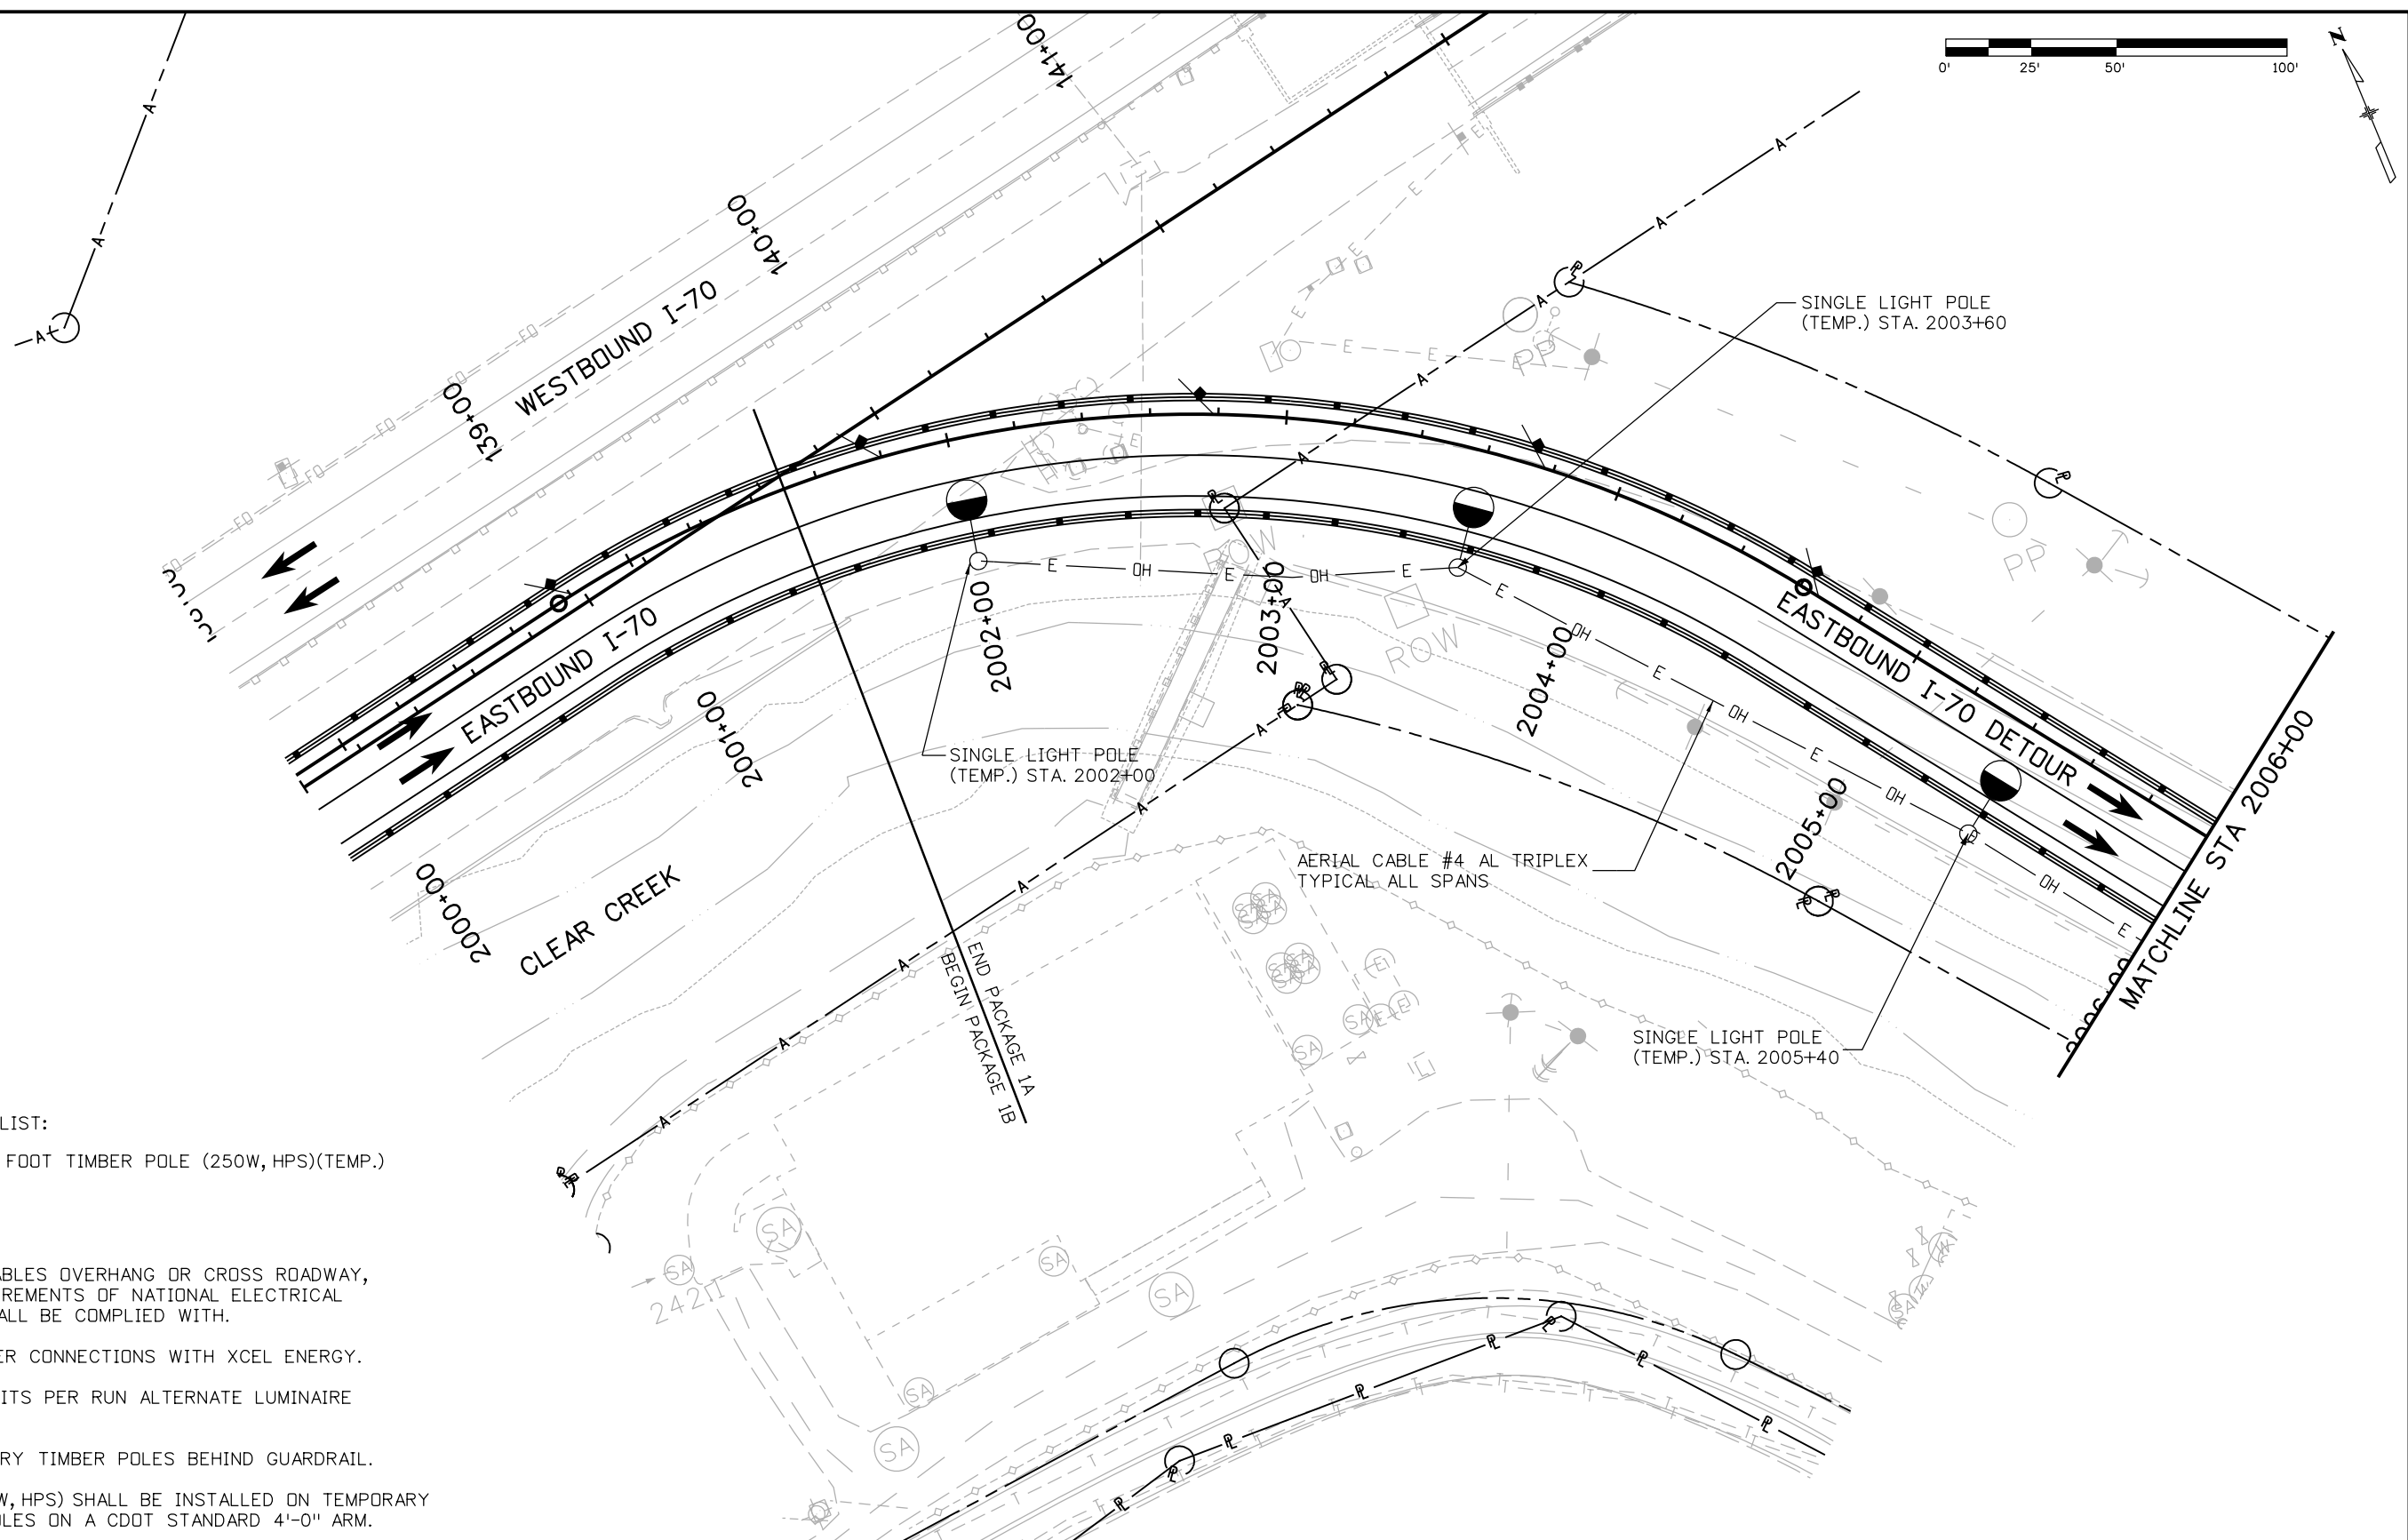 0' 25' 50' 100'
N
141+00
140+00
139+00
WESTBOUND I-70
EASTBOUND I-70
SINGLE LIGHT POLE
(TEMP.) STA. 2003+60
PP
PP
ROW
ROW
2000+00
2001+00
2002+00
2003+00
2004+00
2005+00
EASTBOUND I-70 DETOUR
MATCHLINE STA 2006+00
SINGLE LIGHT POLE
(TEMP.) STA. 2002+00
AERIAL CABLE #4 AL TRIPLEX
TYPICAL ALL SPANS
CLEAR CREEK
END PACKAGE 1A
BEGIN PACKAGE 1B
SINGLE LIGHT POLE
(TEMP.) STA. 2005+40
LIST:
FOOT TIMBER POLE (250W, HPS)(TEMP.)
ABLES OVERHANG OR CROSS ROADWAY,
REMENTS OF NATIONAL ELECTRICAL
ALL BE COMPLIED WITH.
ER CONNECTIONS WITH XCEL ENERGY.
ITS PER RUN ALTERNATE LUMINAIRE
RY TIMBER POLES BEHIND GUARDRAIL.
W, HPS) SHALL BE INSTALLED ON TEMPORARY
OLES ON A CDOT STANDARD 4'-0" ARM.